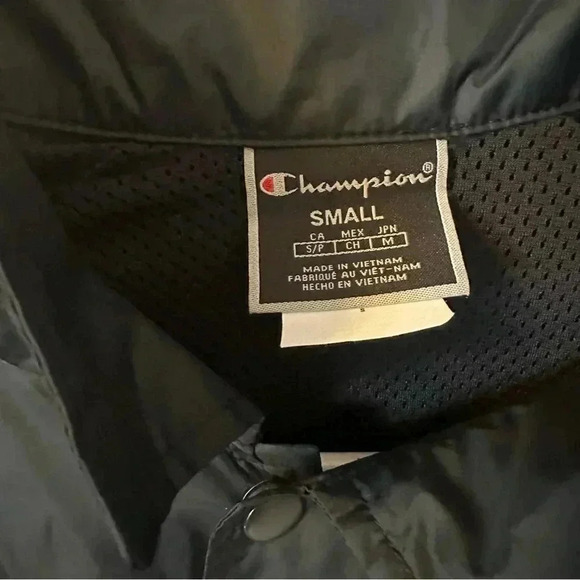 Champion®
SMALL
CA MEX JPN
S/P CH M
MADE IN VIETNAM
FABRIQUÉ AU VIÊT-NAM
HECHO EN VIETNAM